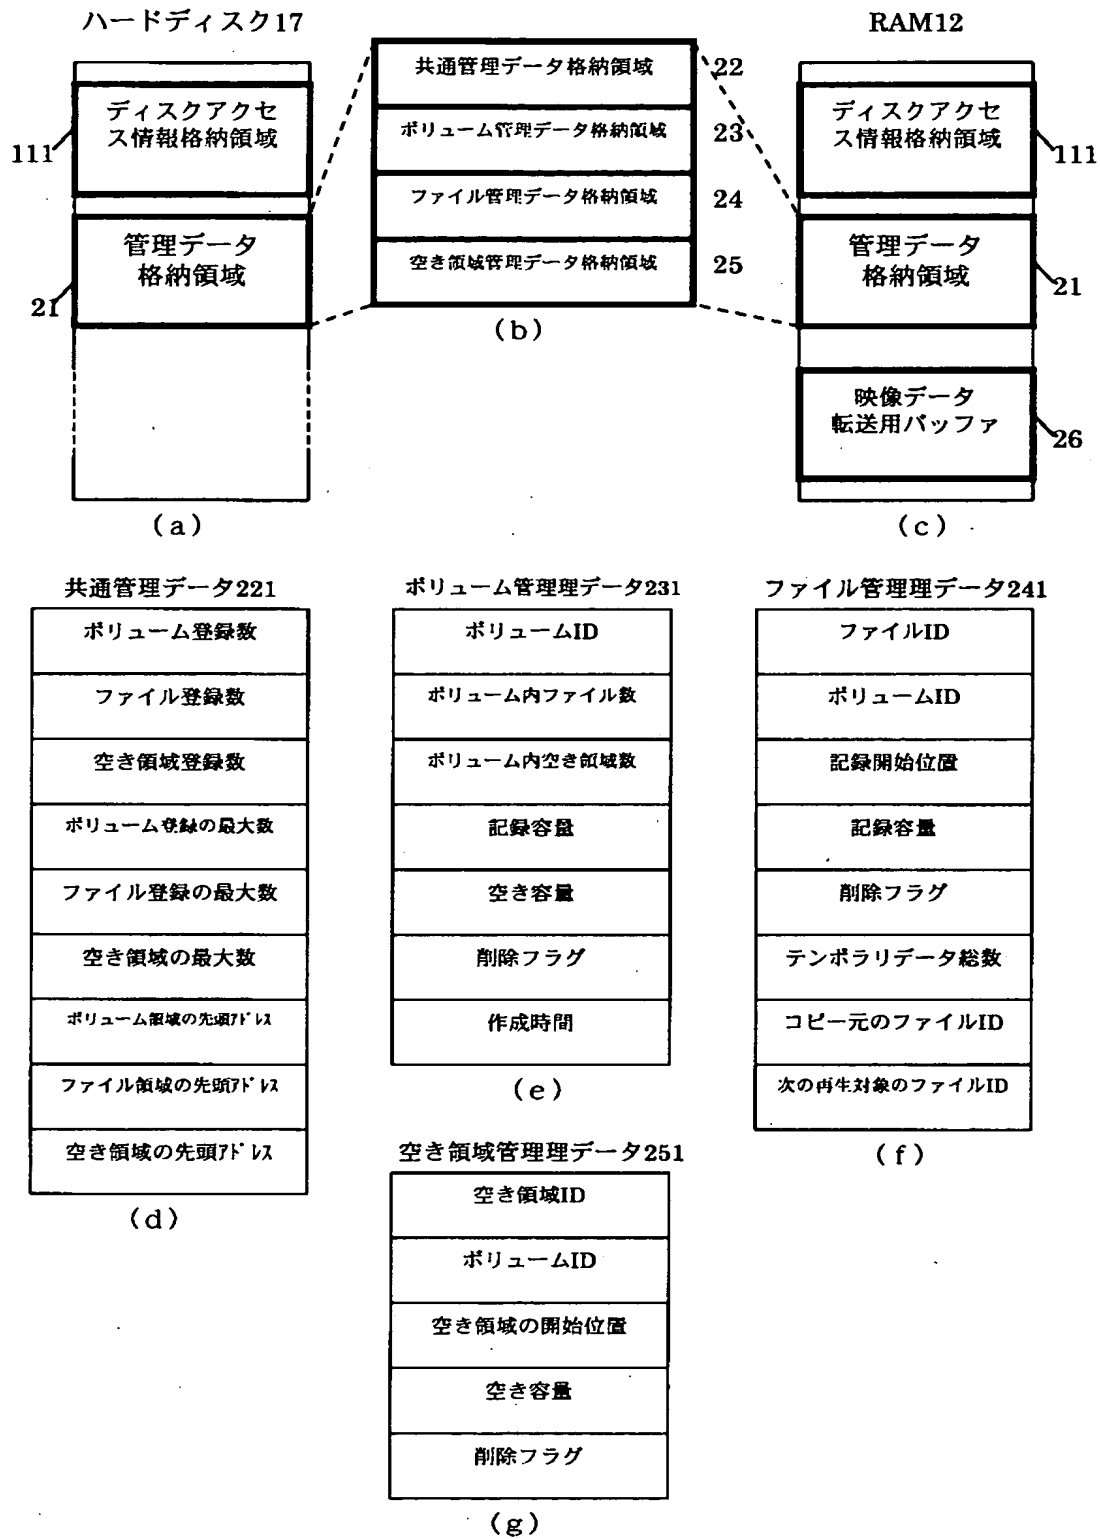 ハードディスク17
ディスクアクセ
ス情報格納領域
111
管理データ
格納領域
21
(a)
共通管理データ格納領域
22
ボリューム管理データ格納領域
23
ファイル管理データ格納領域
24
空き領域管理データ格納領域
25
(b)
RAM12
ディスクアクセ
ス情報格納領域
111
管理データ
格納領域
21
映像データ
転送用バッファ
26
(c)
共通管理データ221
ボリューム登録数
ファイル登録数
空き領域登録数
ボリューム登録の最大数
ファイル登録の最大数
空き領域の最大数
ボリューム領域の先頭アドレス
ファイル領域の先頭アドレス
空き領域の先頭アドレス
(d)
ボリューム管理理データ231
ボリュームID
ボリューム内ファイル数
ボリューム内空き領域数
記録容量
空き容量
削除フラグ
作成時間
(e)
ファイル管理理データ241
ファイルID
ボリュームID
記録開始位置
記録容量
削除フラグ
テンポラリデータ総数
コピー元のファイルID
次の再生対象のファイルID
(f)
空き領域管理理データ251
空き領域ID
ボリュームID
空き領域の開始位置
空き容量
削除フラグ
(g)